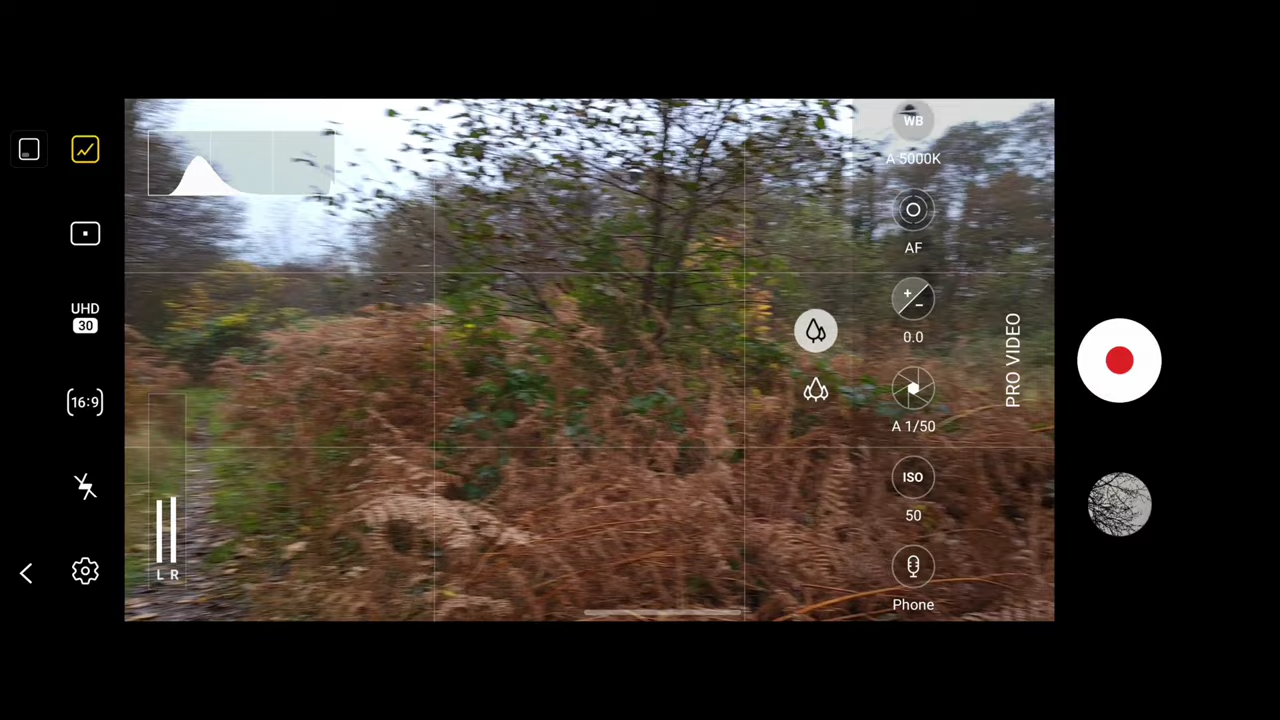 WB
A 5000K
AF
UHD
30
0.0
PRO VIDEO
16:9
A 1/50
ISO
50
L R
Phone